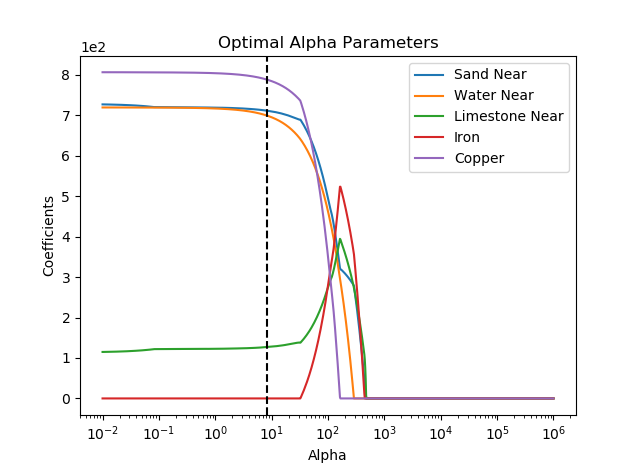 Optimal Alpha Parameters
1e2
8
7
6
5
4
3
2
1
0
Coefficients
Sand Near
Water Near
Limestone Near
Iron
Copper
10⁻² 10⁻¹ 10⁰ 10¹ 10² 10³ 10⁴ 10⁵ 10⁶
Alpha